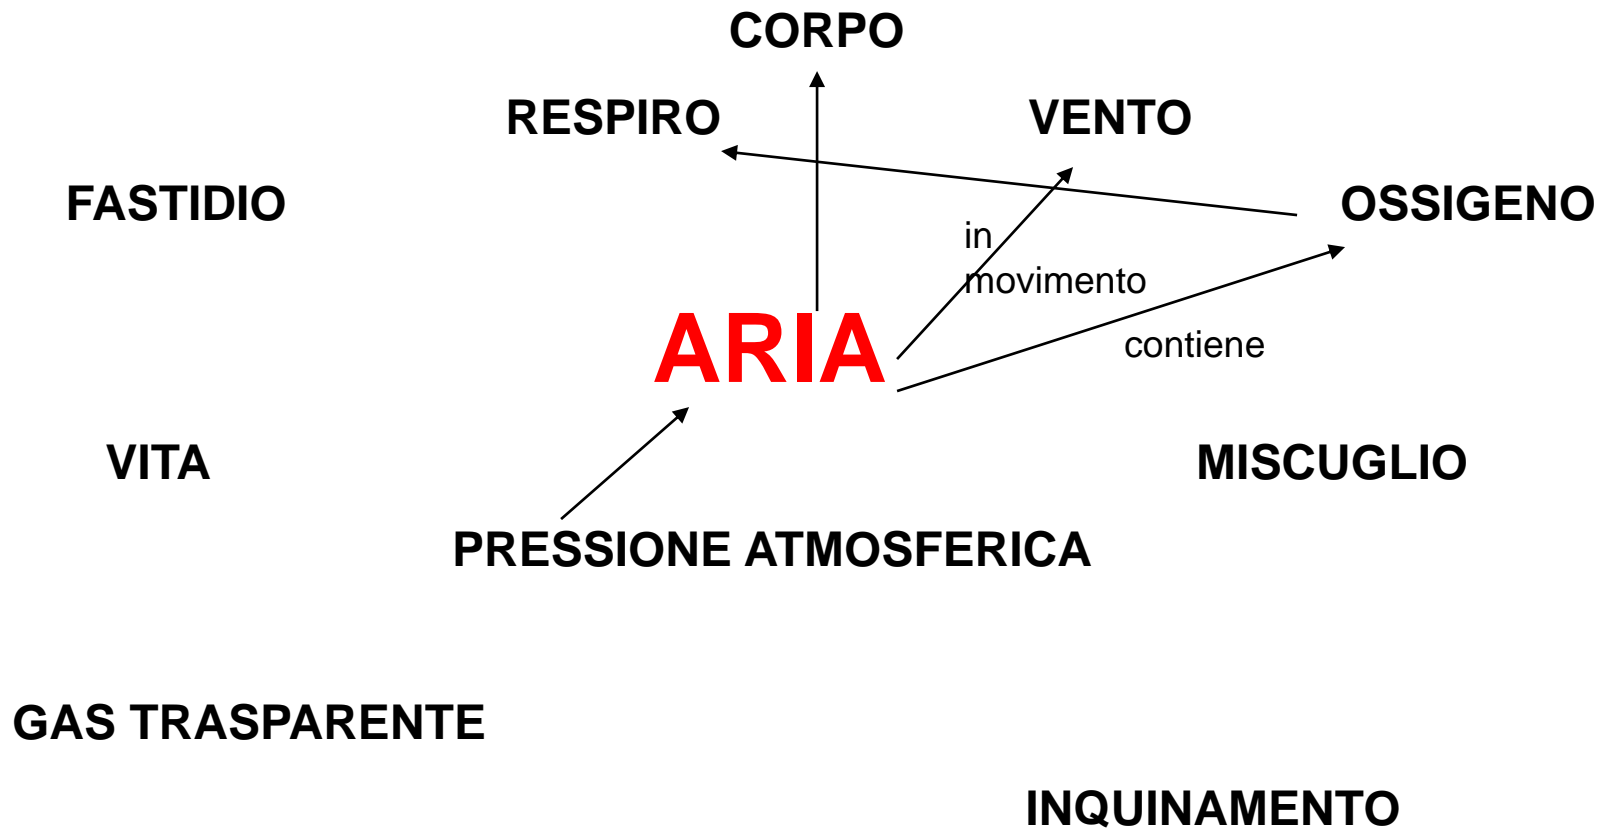 CORPO
RESPIRO
VENTO
FASTIDIO
OSSIGENO
in
movimento
ARIA
contiene
VITA
MISCUGLIO
PRESSIONE ATMOSFERICA
GAS TRASPARENTE
INQUINAMENTO